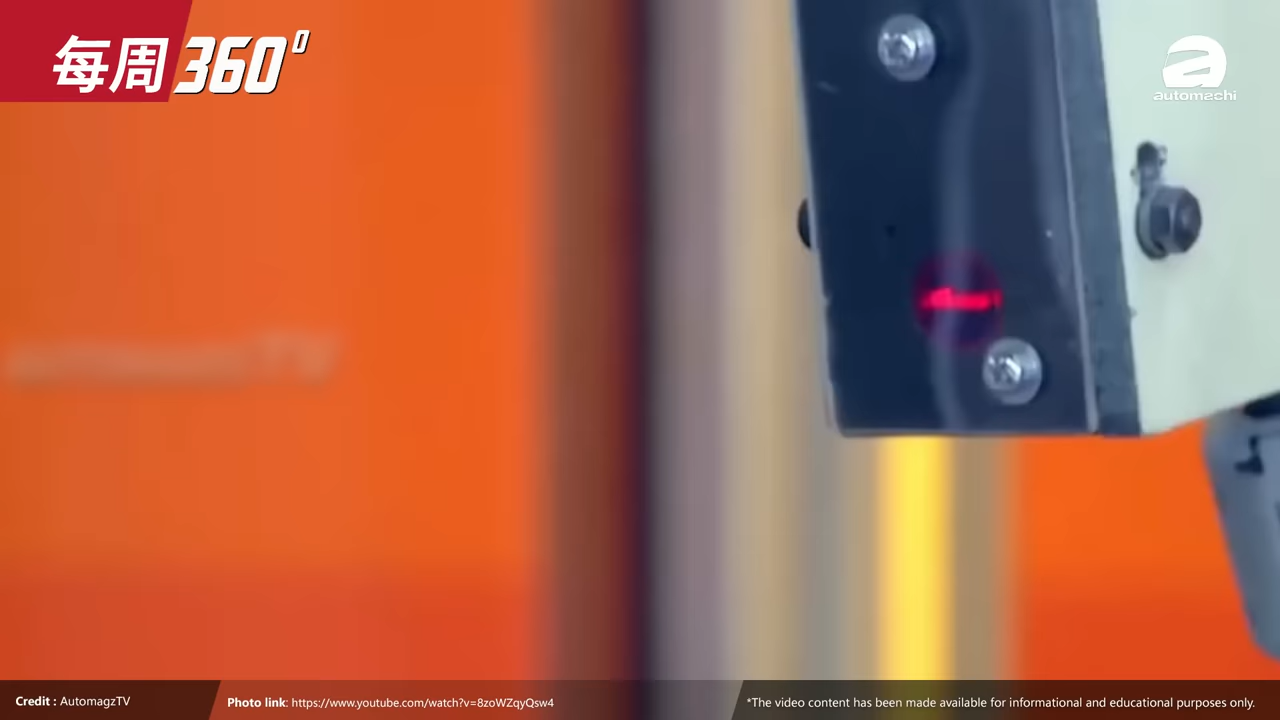 每周360°
automachi
AutomagzTV
Credit : AutomagzTV
Photo link: https://www.youtube.com/watch?v=8zoWZqyQsw4
*The video content has been made available for informational and educational purposes only.